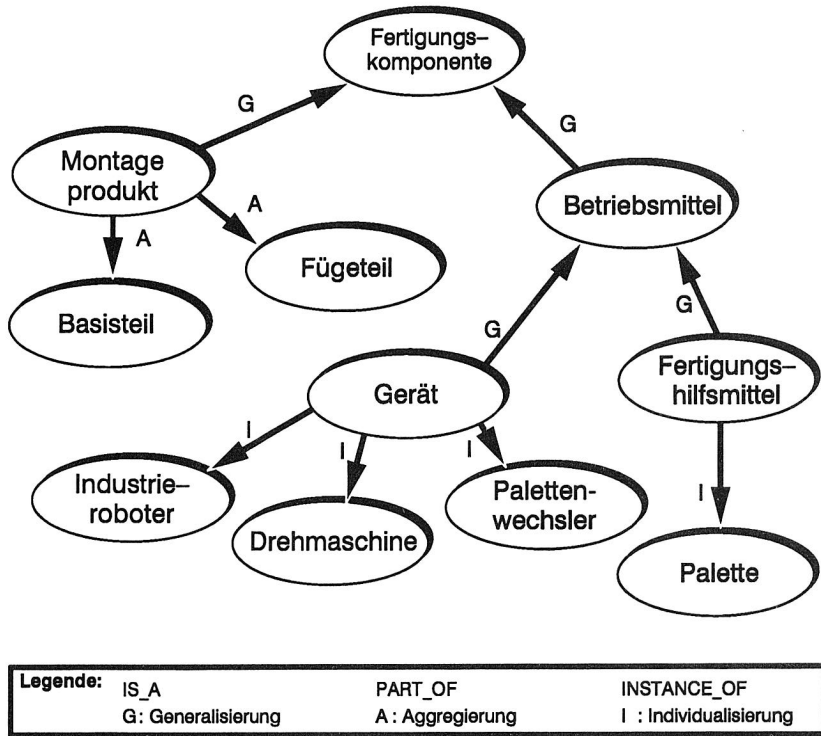 Fertigungs–
komponente
G
G
Montage
produkt
Betriebsmittel
A
A
Fügeteil
Basisteil
G
G
Fertigungs–
hilfsmittel
Gerät
I
I
I
I
Industrie–
roboter
Paletten-
wechsler
Drehmaschine
Palette
Legende: IS_A PART_OF INSTANCE_OF
G: Generalisierung A: Aggregierung I : Individualisierung